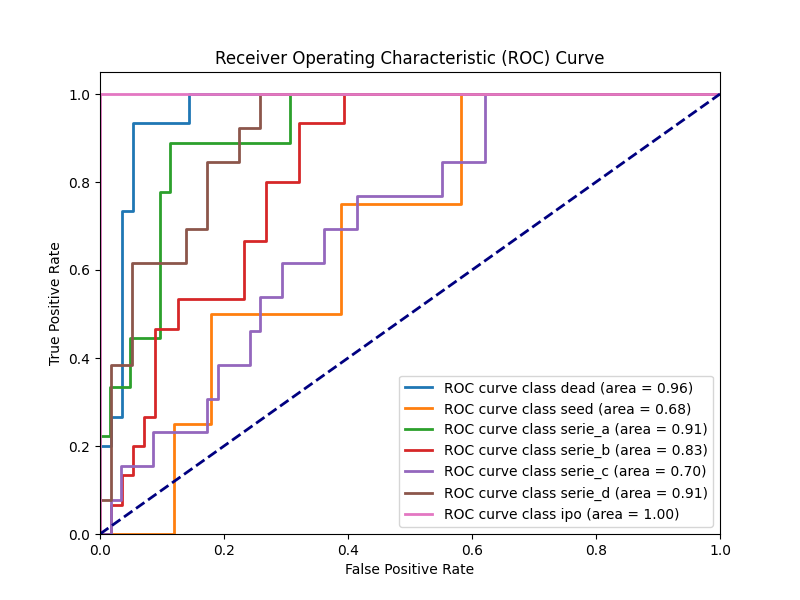 Receiver Operating Characteristic (ROC) Curve
True Positive Rate
1.0
0.8
0.6
0.4
0.2
0.0
ROC curve class dead (area = 0.96)
ROC curve class seed (area = 0.68)
ROC curve class serie_a (area = 0.91)
ROC curve class serie_b (area = 0.83)
ROC curve class serie_c (area = 0.70)
ROC curve class serie_d (area = 0.91)
ROC curve class ipo (area = 1.00)
0.0 0.2 0.4 0.6 0.8 1.0
False Positive Rate